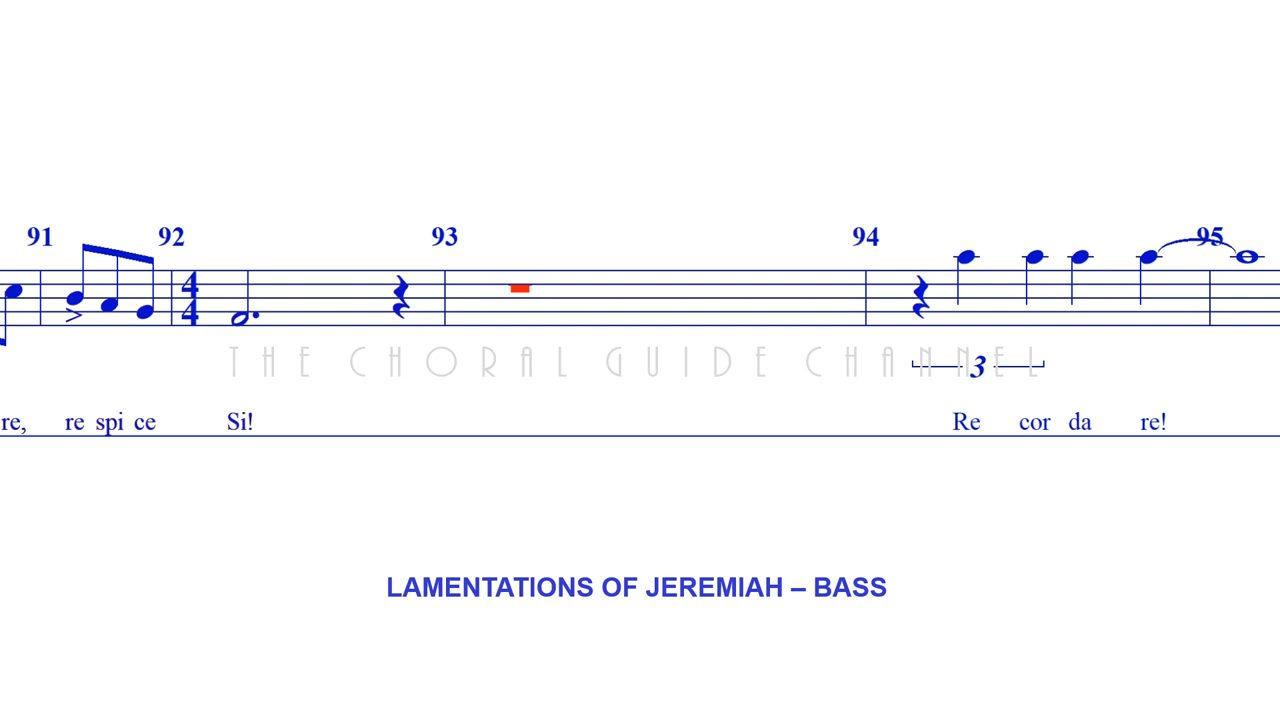 91 92 93 94 95
4
4
THE CHORAL GUIDE CHANNEL
3
re, re spi ce Si! Re cor da re!
LAMENTATIONS OF JEREMIAH – BASS